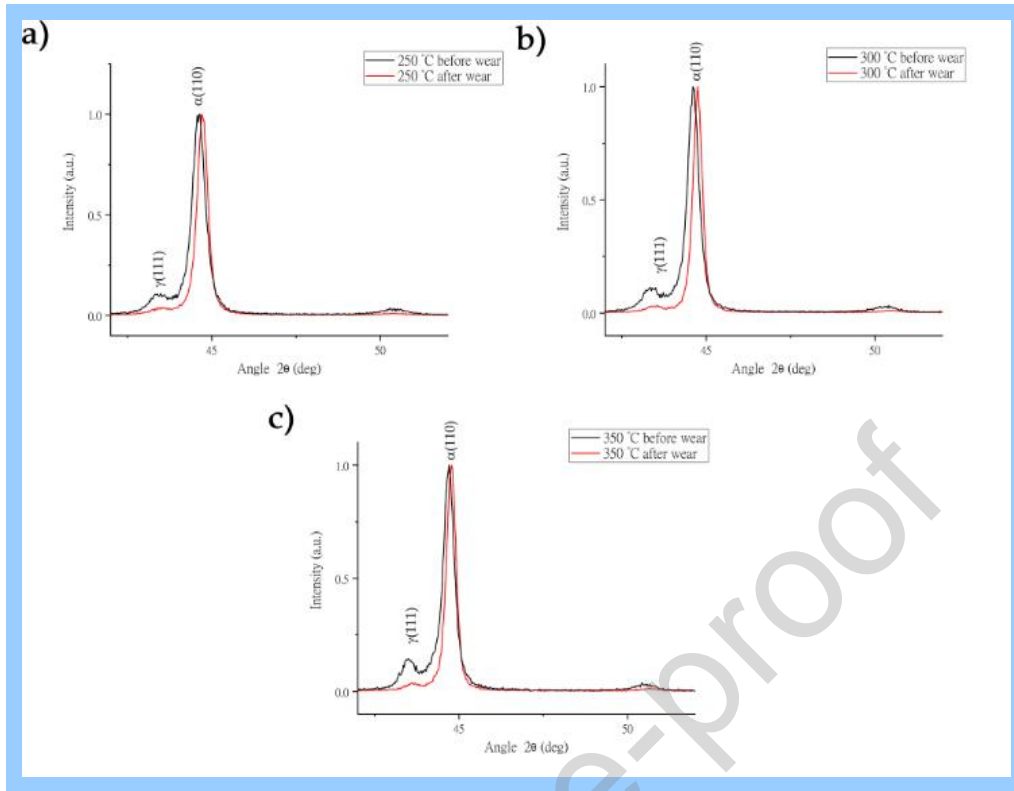 a)
250 ˚C before wear
250 ˚C after wear
α(110)
γ(111)
1.0
0.5
0.0
Intensity (a.u.)
45
50
Angle 2θ (deg)
b)
300 ˚C before wear
300 ˚C after wear
α(110)
γ(111)
1.0
0.5
0.0
Intensity (a.u.)
45
50
Angle 2θ (deg)
c)
350 ˚C before wear
350 ˚C after wear
α(110)
γ(111)
1.0
0.5
0.0
Intensity (a.u.)
45
50
Angle 2θ (deg)
e-proof